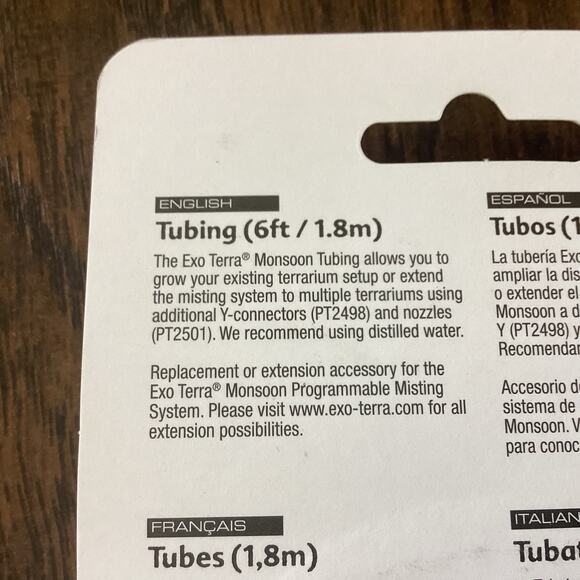 ENGLISH
Tubing (6ft / 1.8m)
The Exo Terra® Monsoon Tubing allows you to
grow your existing terrarium setup or extend
the misting system to multiple terrariums using
additional Y-connectors (PT2498) and nozzles
(PT2501). We recommend using distilled water.
Replacement or extension accessory for the
Exo Terra® Monsoon Programmable Misting
System. Please visit www.exo-terra.com for all
extension possibilities.
ESPAÑOL
Tubos (1
La tubería Exo
ampliar la dis
o extender el
Monsoon a d
Y (PT2498) y
Recomendar
Accesorio d
sistema de
Monsoon. V
para conoc
FRANÇAIS
Tubes (1,8m)
ITALIAN
Tubat